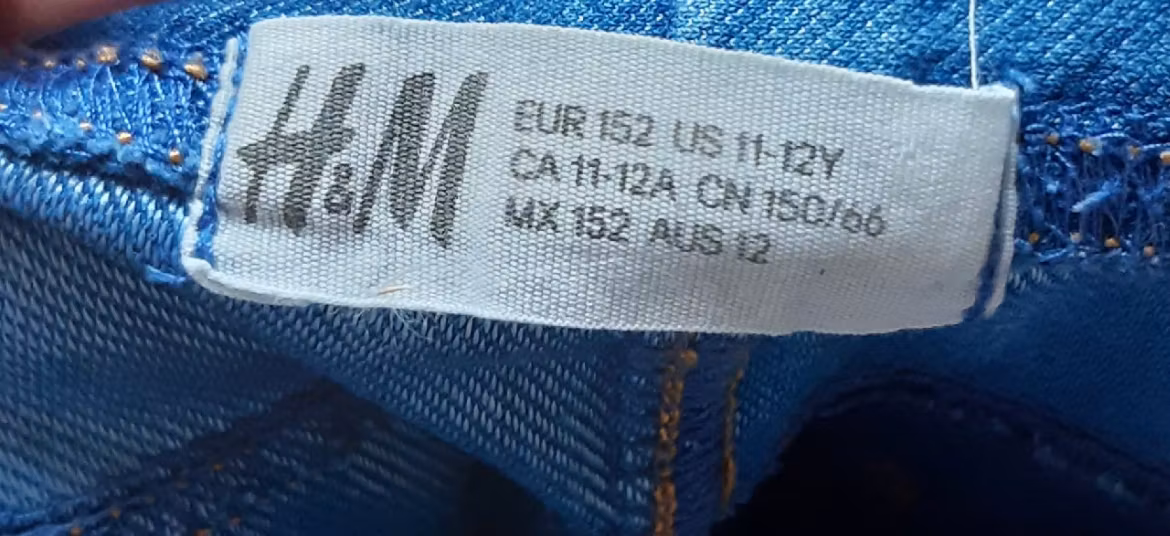 H&M
EUR 152 US 11-12Y
CA 11-12A CN 150/66
MX 152 AUS 12